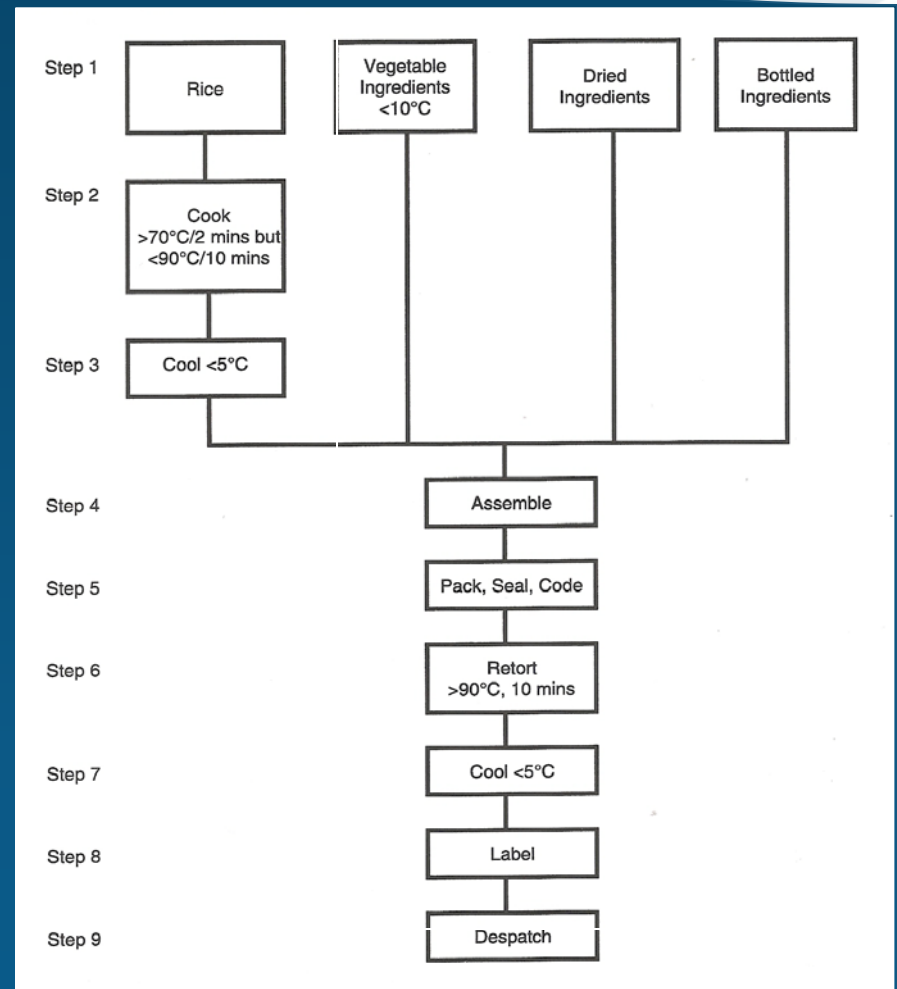 Step 1
Rice
Vegetable
Ingredients
<10°C
Dried
Ingredients
Bottled
Ingredients
Step 2
Cook
>70°C/2 mins but
<90°C/10 mins
Step 3
Cool <5°C
Step 4
Assemble
Step 5
Pack, Seal, Code
Step 6
Retort
>90°C, 10 mins
Step 7
Cool <5°C
Step 8
Label
Step 9
Despatch